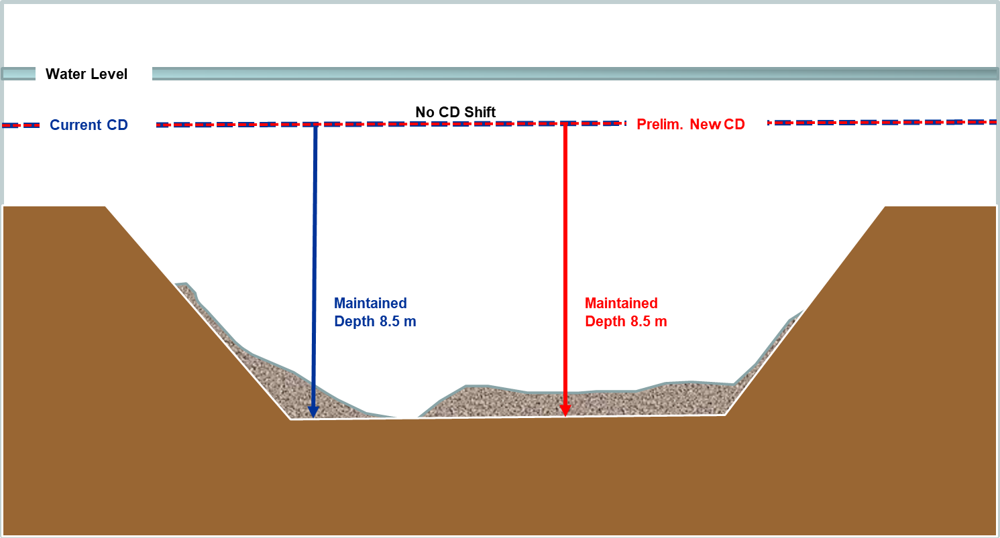 Water Level
No CD Shift
Current CD
Prelim. New CD
Maintained
Depth 8.5 m
Maintained
Depth 8.5 m